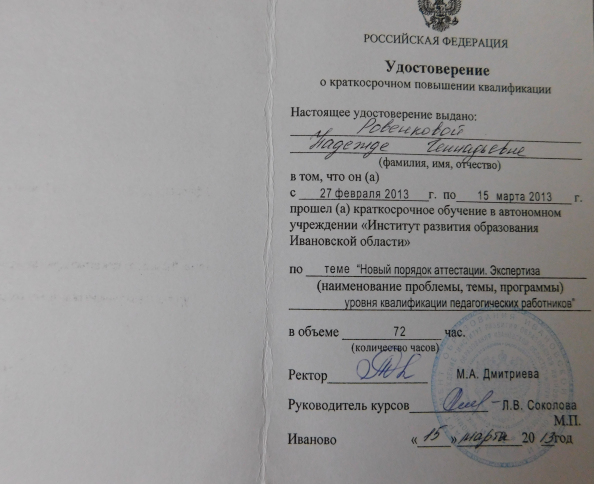 РОССИЙСКАЯ ФЕДЕРАЦИЯ
Удостоверение
о краткосрочном повышении квалификации
Настоящее удостоверение выдано:
Ровенковой
Надежде Геннадьевне
(фамилия, имя, отчество)
в том, что он (а)
с 27 февраля 2013 г. по 15 марта 2013 г.
прошел (а) краткосрочное обучение в автономном
учреждении «Институт развития образования
Ивановской области»
по теме "Новый порядок аттестации. Экспертиза
(наименование проблемы, темы, программы)
уровня квалификации педагогических работников"
в объеме 72 час.
(количество часов)
Ректор М.А. Дмитриева
Руководитель курсов Л.В. Соколова
М.П.
Иваново « 15 » марта 20 13 год